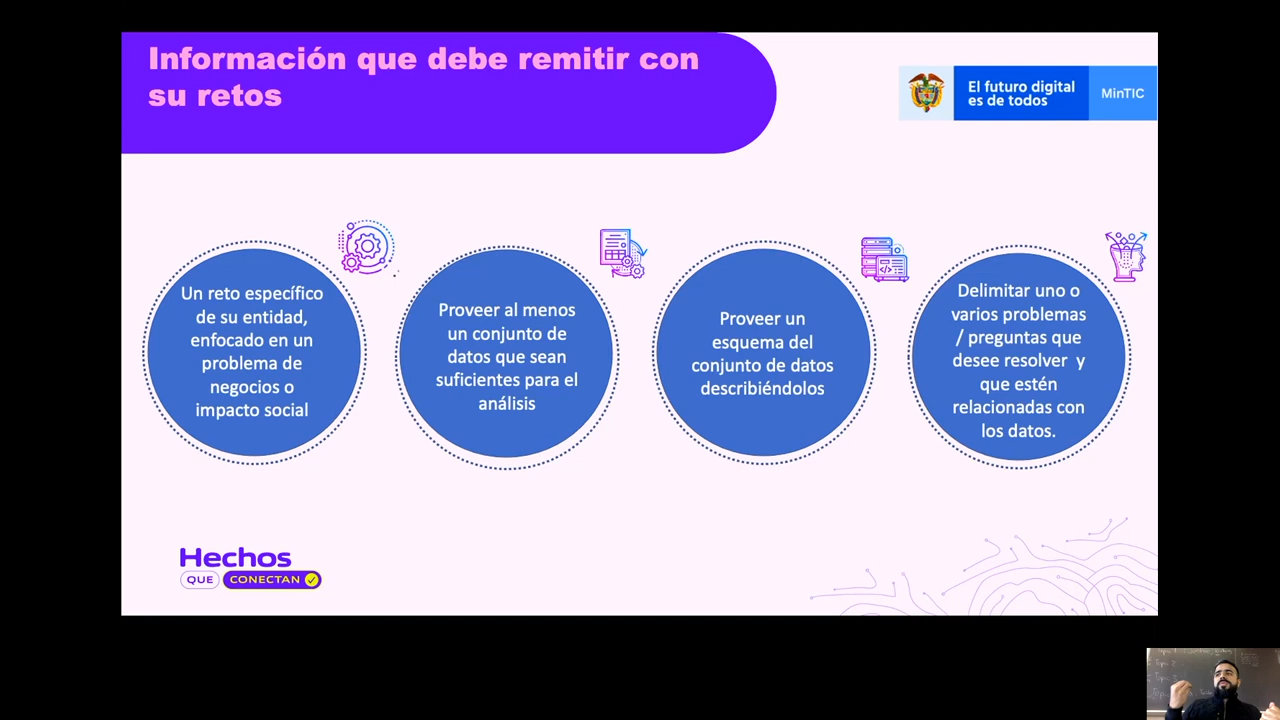 Información que debe remitir con
su retos
El futuro digital
es de todos
MinTIC
Un reto específico
de su entidad,
enfocado en un
problema de
negocios o
impacto social
Proveer al menos
un conjunto de
datos que sean
suficientes para el
análisis
Proveer un
esquema del
conjunto de datos
describiéndolos
Delimitar uno o
varios problemas
/ preguntas que
desee resolver y
que estén
relacionadas con
los datos.
Hechos
QUE CONECTAN